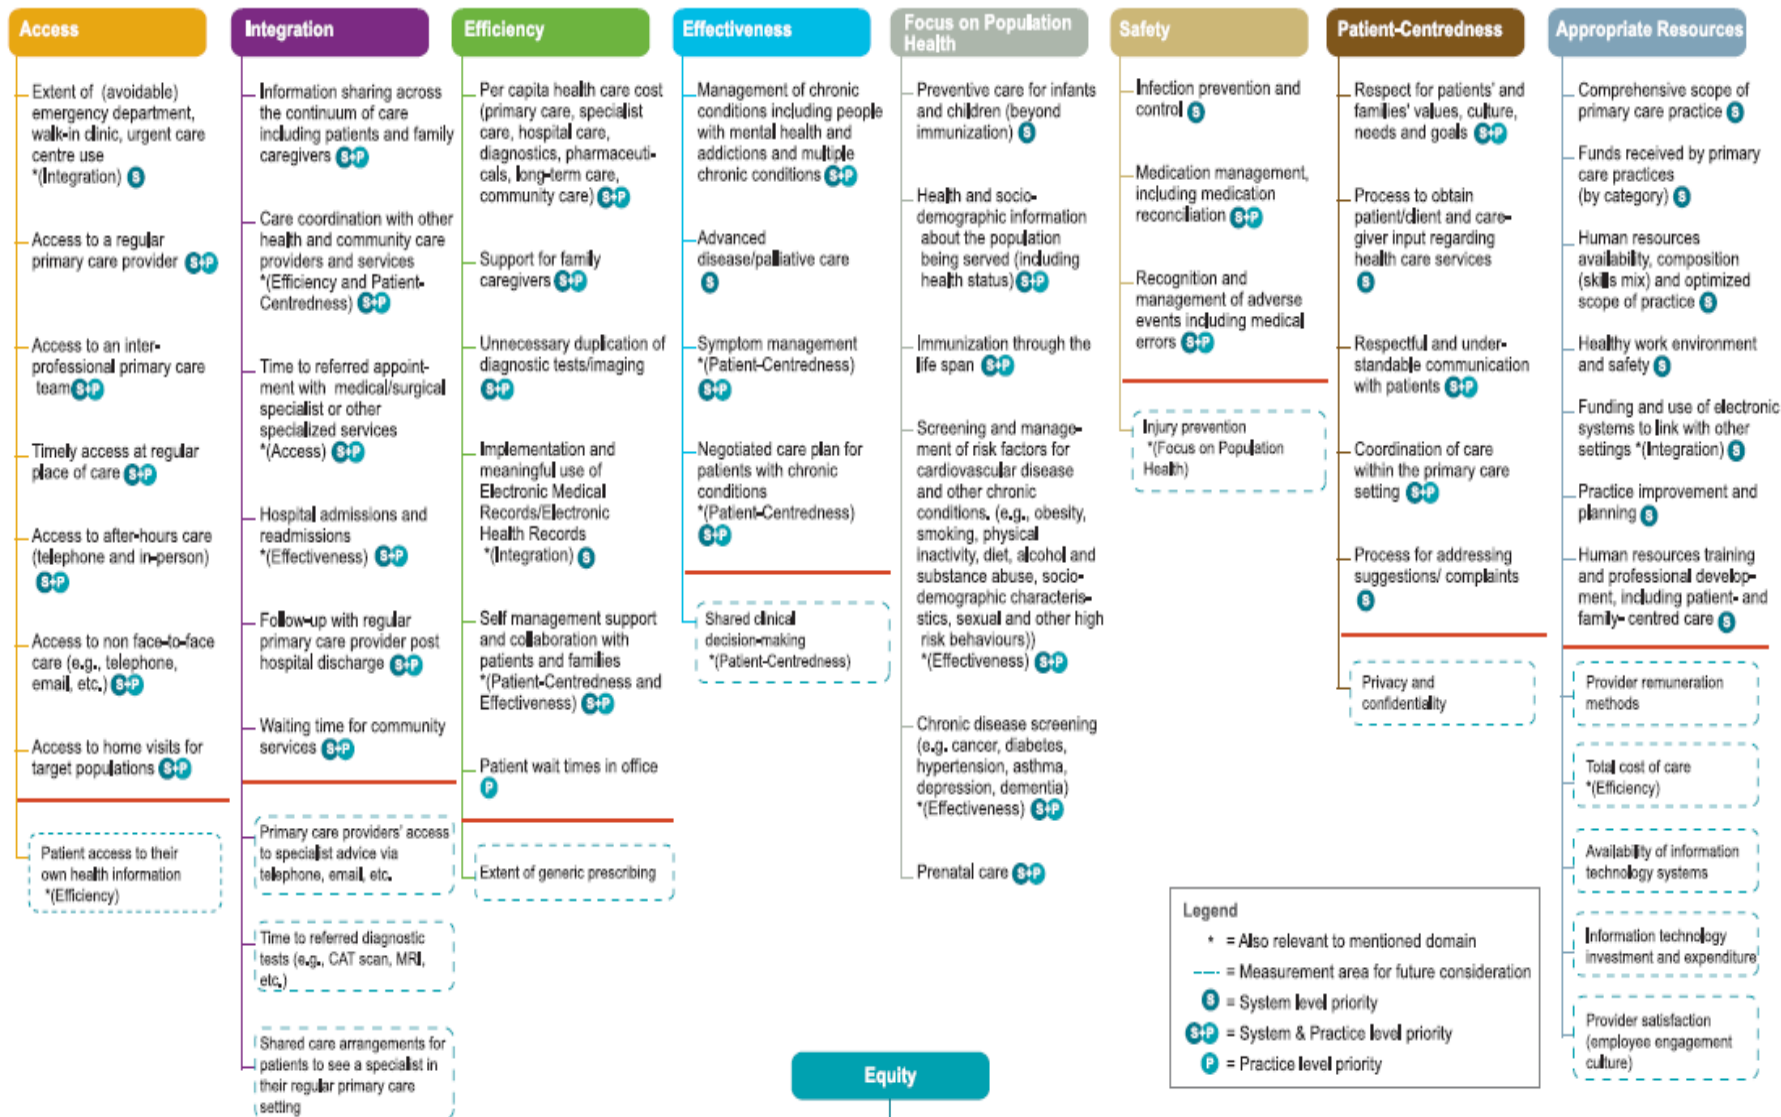 Access
Extent of (avoidable)
emergency department,
walk-in clinic, urgent care
centre use
*(Integration) S
Access to a regular
primary care provider S+P
Access to an inter-
professional primary care
team S+P
Timely access at regular
place of care S+P
Access to after-hours care
(telephone and in-person)
S+P
Access to non face-to-face
care (e.g., telephone,
email, etc.) S+P
Access to home visits for
target populations S+P
Patient access to their
own health information
*(Efficiency)
Integration
Information sharing across
the continuum of care
including patients and family
caregivers S+P
Care coordination with other
health and community care
providers and services
*(Efficiency and Patient-
Centredness) S+P
Time to referred appoint-
ment with medical/surgical
specialist or other
specialized services
*(Access) S+P
Hospital admissions and
readmissions
*(Effectiveness) S+P
Follow-up with regular
primary care provider post
hospital discharge S+P
Waiting time for community
services S+P
Primary care providers' access
to specialist advice via
telephone, email, etc.
Time to referred diagnostic
tests (e.g., CAT scan, MRI,
etc.)
Shared care arrangements for
patients to see a specialist in
their regular primary care
setting
Efficiency
Per capita health care cost
(primary care, specialist
care, hospital care,
diagnostics, pharmaceuti-
cals, long-term care,
community care) S+P
Support for family
caregivers S+P
Unnecessary duplication of
diagnostic tests/imaging
S+P
Implementation and
meaningful use of
Electronic Medical
Records/Electronic
Health Records
*(Integration) S
Self management support
and collaboration with
patients and families
*(Patient-Centredness and
Effectiveness) S+P
Patient wait times in office
P
Extent of generic prescribing
Effectiveness
Management of chronic
conditions including people
with mental health and
addictions and multiple
chronic conditions S+P
Advanced
disease/palliative care
S
Symptom management
*(Patient-Centredness)
S+P
Negotiated care plan for
patients with chronic
conditions
*(Patient-Centredness)
S+P
Shared clinical
decision-making
*(Patient-Centredness)
Focus on Population
Health
Preventive care for infants
and children (beyond
immunization) S
Health and socio-
demographic information
about the population
being served (including
health status) S+P
Immunization through the
life span S+P
Screening and manage-
ment of risk factors for
cardiovascular disease
and other chronic
conditions. (e.g., obesity,
smoking, physical
inactivity, diet, alcohol and
substance abuse, socio-
demographic characteris-
stics, sexual and other high
risk behaviours))
*(Effectiveness) S+P
Chronic disease screening
(e.g. cancer, diabetes,
hypertension, asthma,
depression, dementia)
*(Effectiveness) S+P
Prenatal care S+P
Safety
Infection prevention and
control S
Medication management,
including medication
reconciliation S+P
Recognition and
management of adverse
events including medical
errors S+P
Injury prevention
*(Focus on Population
Health)
Patient-Centredness
Respect for patients' and
families' values, culture,
needs and goals S+P
Process to obtain
patient/client and care-
giver input regarding
health care services
S
Respectful and under-
standable communication
with patients S+P
Coordination of care
within the primary care
setting S+P
Process for addressing
suggestions/ complaints
S
Privacy and
confidentiality
Appropriate Resources
Comprehensive scope of
primary care practice S
Funds received by primary
care practices
(by category) S
Human resources
availability, composition
(skills mix) and optimized
scope of practice S
Healthy work environment
and safety S
Funding and use of electronic
systems to link with other
settings *(Integration) S
Practice improvement and
planning S
Human resources training
and professional develop-
ment, including patient- and
family- centred care S
Provider remuneration
methods
Total cost of care
*(Efficiency)
Availability of information
technology systems
Information technology
investment and expenditure
Provider satisfaction
(employee engagement
culture)
Legend
* = Also relevant to mentioned domain
= Measurement area for future consideration
S = System level priority
S+P = System & Practice level priority
P = Practice level priority
Equity